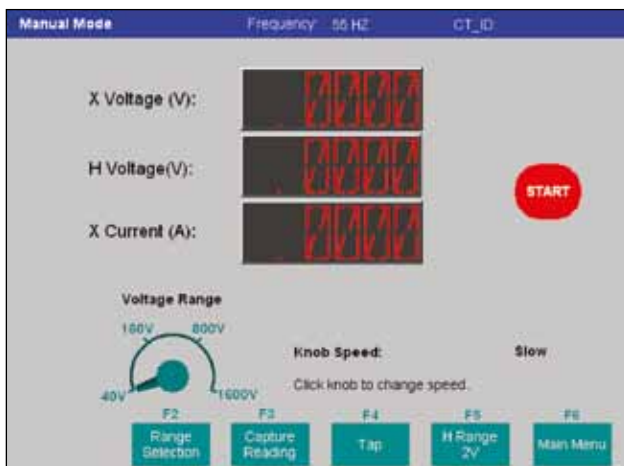 Manual Mode Frequency: 55 HZ CT_ID:
X Voltage (V):
H Voltage(V):
X Current (A):
START
Voltage Range
160V 800V
40V 1600V
Knob Speed: Slow
Click knob to change speed.
F2 F3 F4 F5 F6
Range Selection
Capture Reading
Tap
H Range 2V
Main Menu